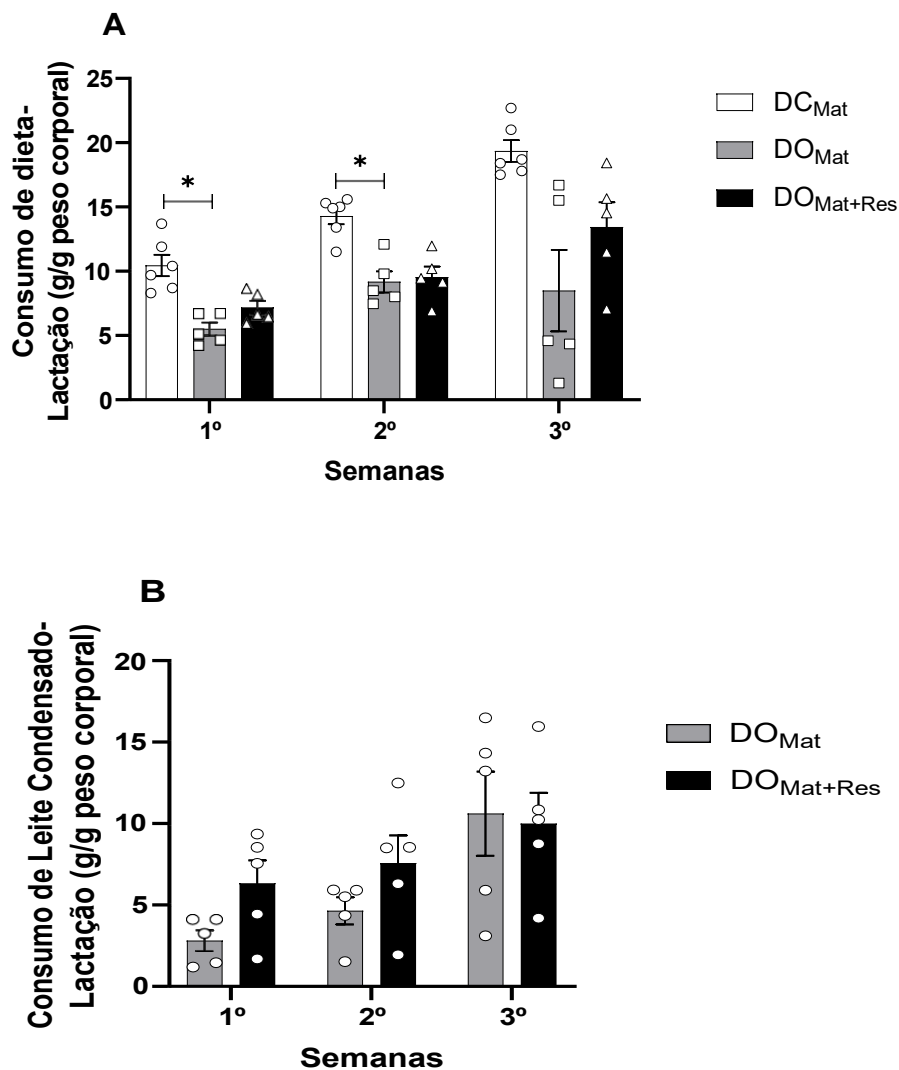 A
Consumo de dieta-
Lactação (g/g peso corporal)
25
20
15
10
5
0
*
*
1º
2º
3º
Semanas
DCMat
DOMat
DOMat+Res
B
Consumo de Leite Condensado-
Lactação (g/g peso corporal)
20
15
10
5
0
1º
2º
3º
Semanas
DOMat
DOMat+Res